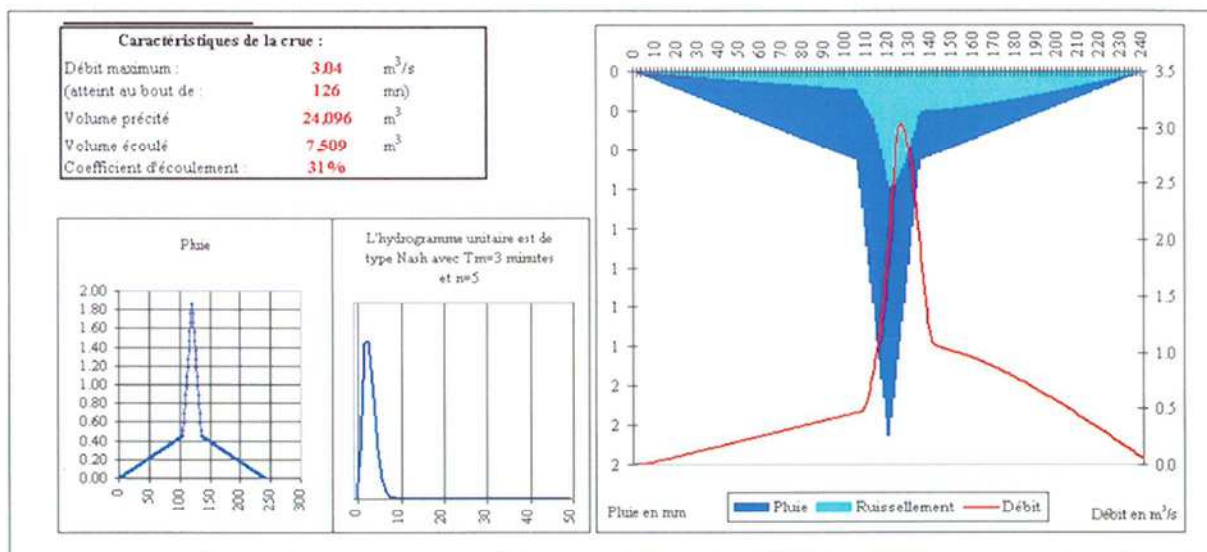 Caractéristiques de la crue :
Débit maximum : 3.04 m³/s
(atteint au bout de : 126 mn)
Volume précité 24,096 m³
Volume écoulé 7,509 m³
Coefficient d'écoulement : 31%
Pluie
2.00
1.80
1.60
1.40
1.20
1.00
0.80
0.60
0.40
0.20
0.00
0 50 100 150 200 250 300
L'hydrogramme unitaire est de
type Nash avec Tm=3 minutes
et n=5
0 10 20 30 40 50
0 10 20 30 40 50 60 70 80 90 100 110 120 130 140 150 160 170 180 190 200 210 220 230 240
0
0
0
1
1
1
1
1
2
2
2
3.5
3.0
2.5
2.0
1.5
1.0
0.5
0.0
Pluie en mm
Pluie Ruissellement Débit
Débit en m³/s